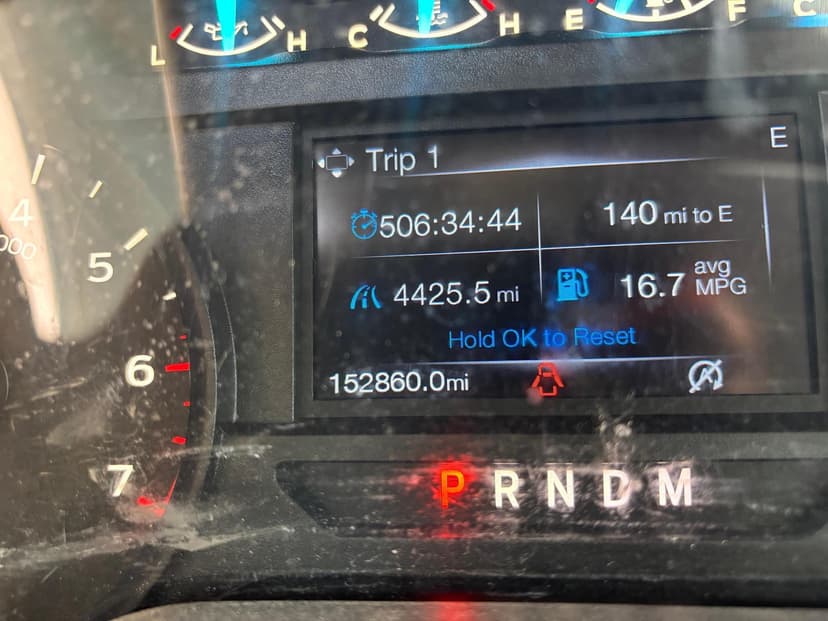 L H C H E F C
E
Trip 1
506:34:44
140 mi to E
4425.5 mi
16.7 avg MPG
Hold OK to Reset
152860.0mi
4
000
5
6
7
P R N D M